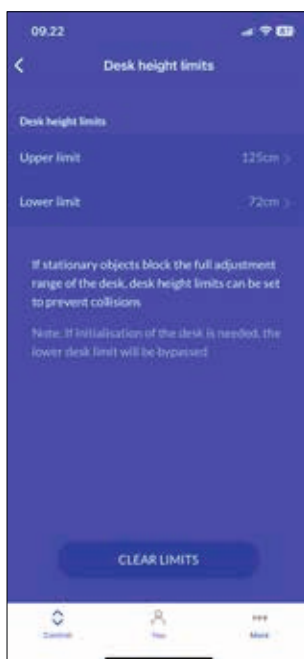 09.22
87
Desk height limits
Desk height limits
Upper limit 125cm
Lower limit 72cm
If stationary objects block the full adjustment
range of the desk, desk height limits can be set
to prevent collisions
Note: If initialisation of the desk is needed, the
lower desk limit will be bypassed
CLEAR LIMITS
Control You More